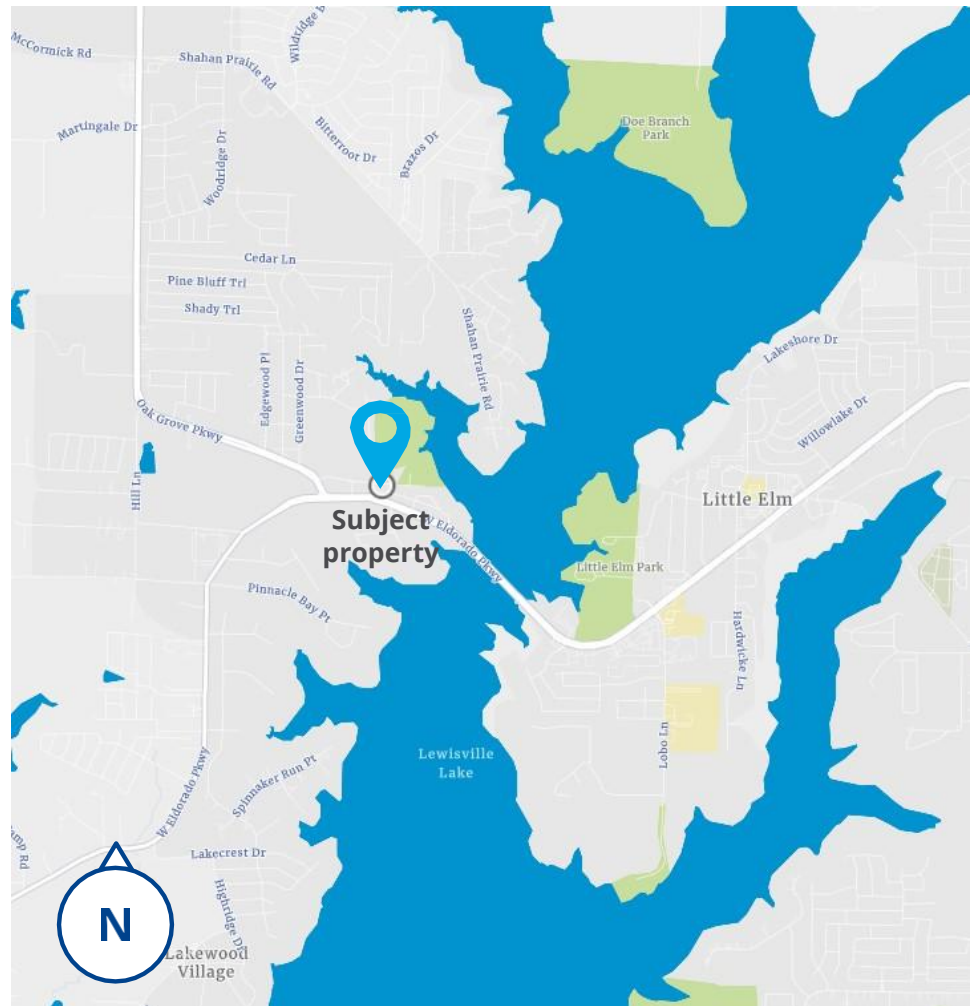 McCormick Rd
Shahan Prairie Rd
Martingale Dr
Woodridge Dr
Bitterroot Dr
Brazos Dr
Doe Branch
Park
Cedar Ln
Pine Bluff Trl
Shady Trl
Edgewood Pl
Greenwood Dr
Shahan Prairie Rd
Lakeshore Dr
Willowlake Dr
Oak Grove Pkwy
Hill Ln
Little Elm
Subject
property
W Eldorado Pkwy
Little Elm Park
Pinnacle Bay Pt
Hardwicke Ln
Lobo Ln
Lewisville
Lake
Spinnaker Run Pt
W Eldorado Pkwy
Lakecrest Dr
Highridge Dr
N
Lakewood
Village